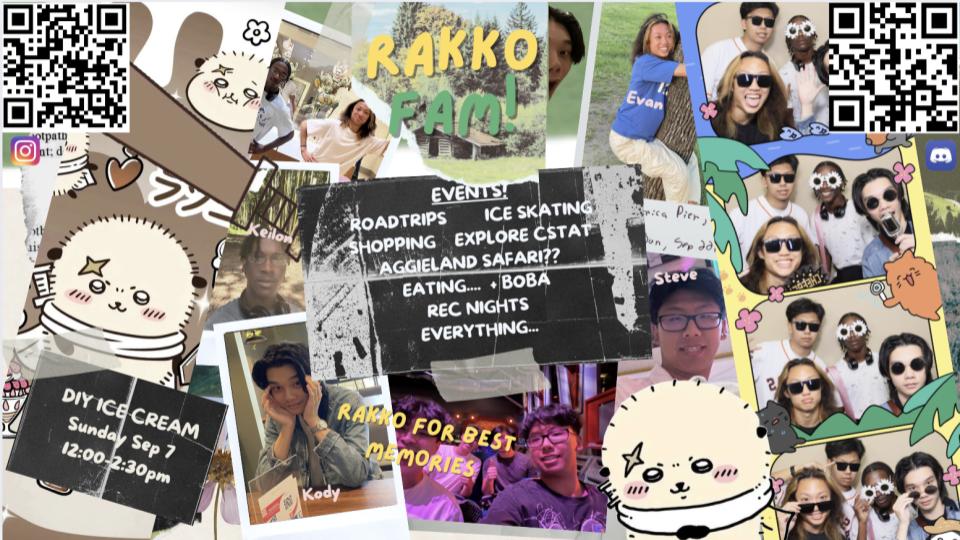 RAKKO
FAM!
Evan
Keilon
EVENTS!
ROADTRIPS ICE SKATING
SHOPPING EXPLORE CSTAT
AGGIELAND SAFARI??
EATING.... + BOBA
REC NIGHTS
EVERYTHING...
Steve
DIY ICE CREAM
Sunday Sep 7
12:00-2:30pm
RAKKO FOR BEST
MEMORIES
Kody